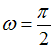 ω = π/2